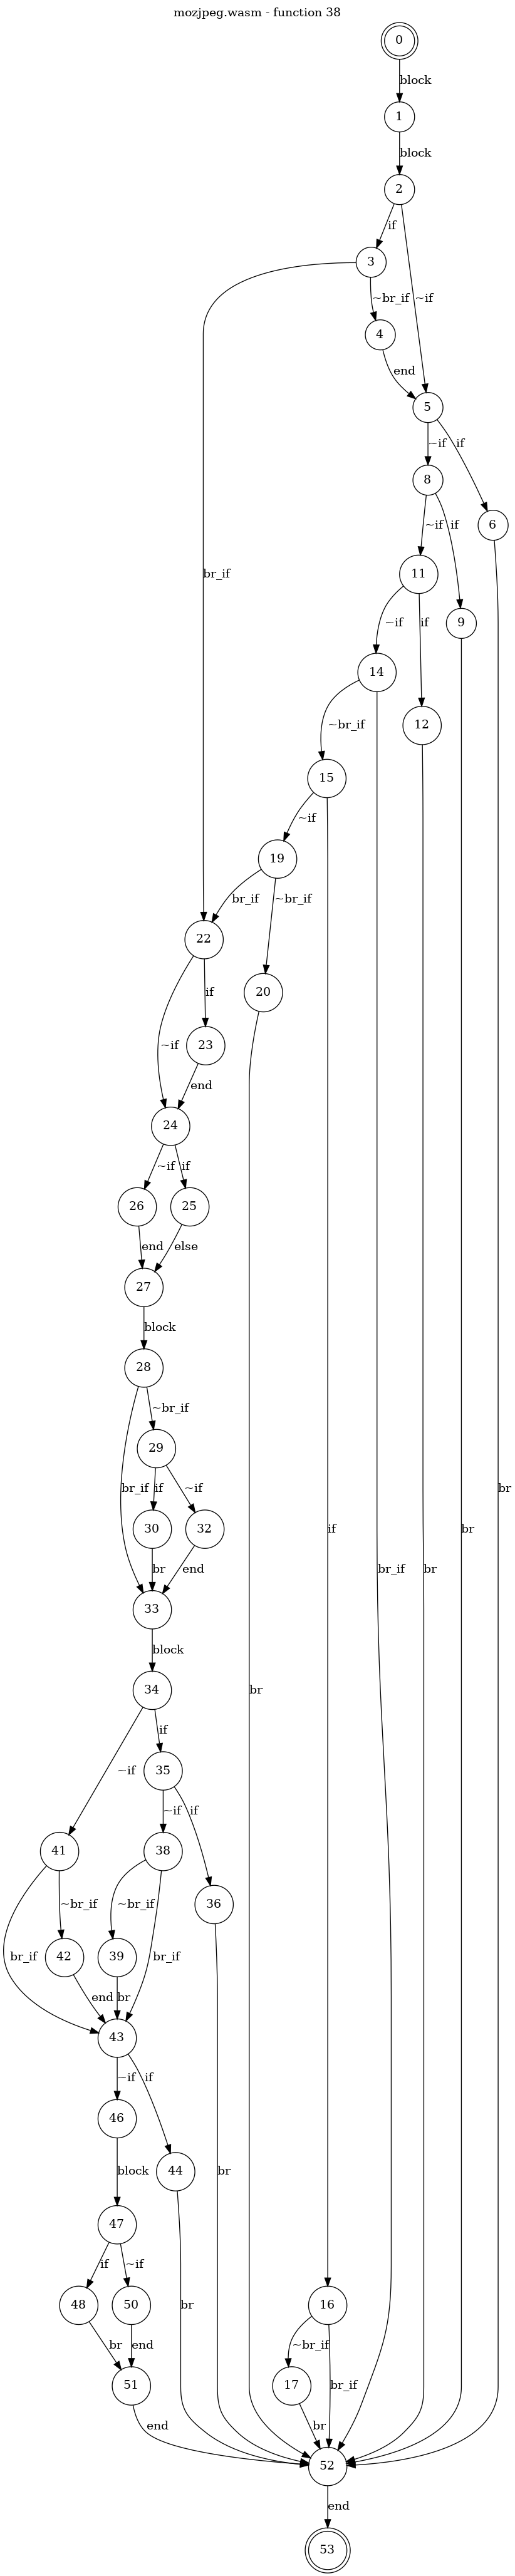 mozjpeg.wasm - function 38
0
block
1
block
2
if
3
~br_if
~if
4
end
5
~if
if
8
6
br_if
~if
if
11
9
~if
if
14
12
~br_if
15
~if
19
br_if
~br_if
22
20
~if
if
23
end
24
~if
if
26
25
end
else
27
block
28
~br_if
29
br_if
if
~if
if
br_if
br
br
br
30
32
br
end
33
block
34
br
~if
if
35
~if
if
41
38
36
~br_if
~br_if
br_if
br_if
42
39
end
br
43
~if
if
46
44
block
br
47
if
~if
br
48
50
16
br
end
~br_if
br_if
51
17
end
br
52
end
53